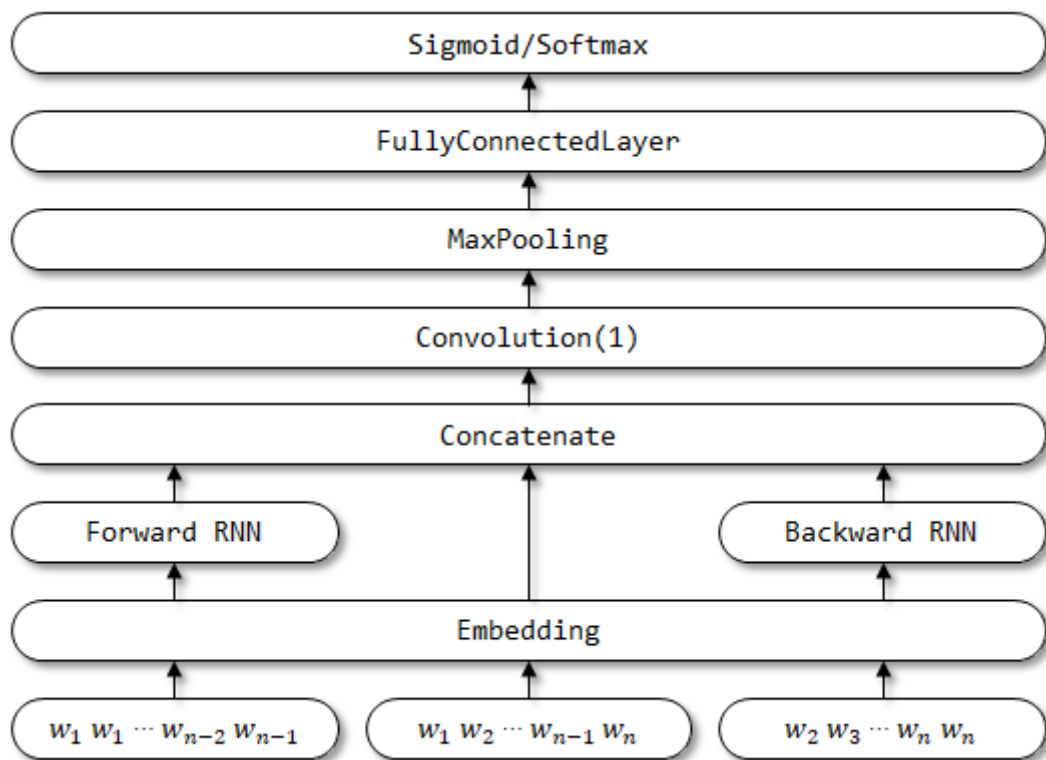 Sigmoid/Softmax
FullyConnectedLayer
MaxPooling
Convolution(1)
Concatenate
Forward RNN
Backward RNN
Embedding
w₁ w₁ ⋯ wₙ₋₂ wₙ₋₁
w₁ w₂ ⋯ wₙ₋₁ wₙ
w₂ w₃ ⋯ wₙ wₙ